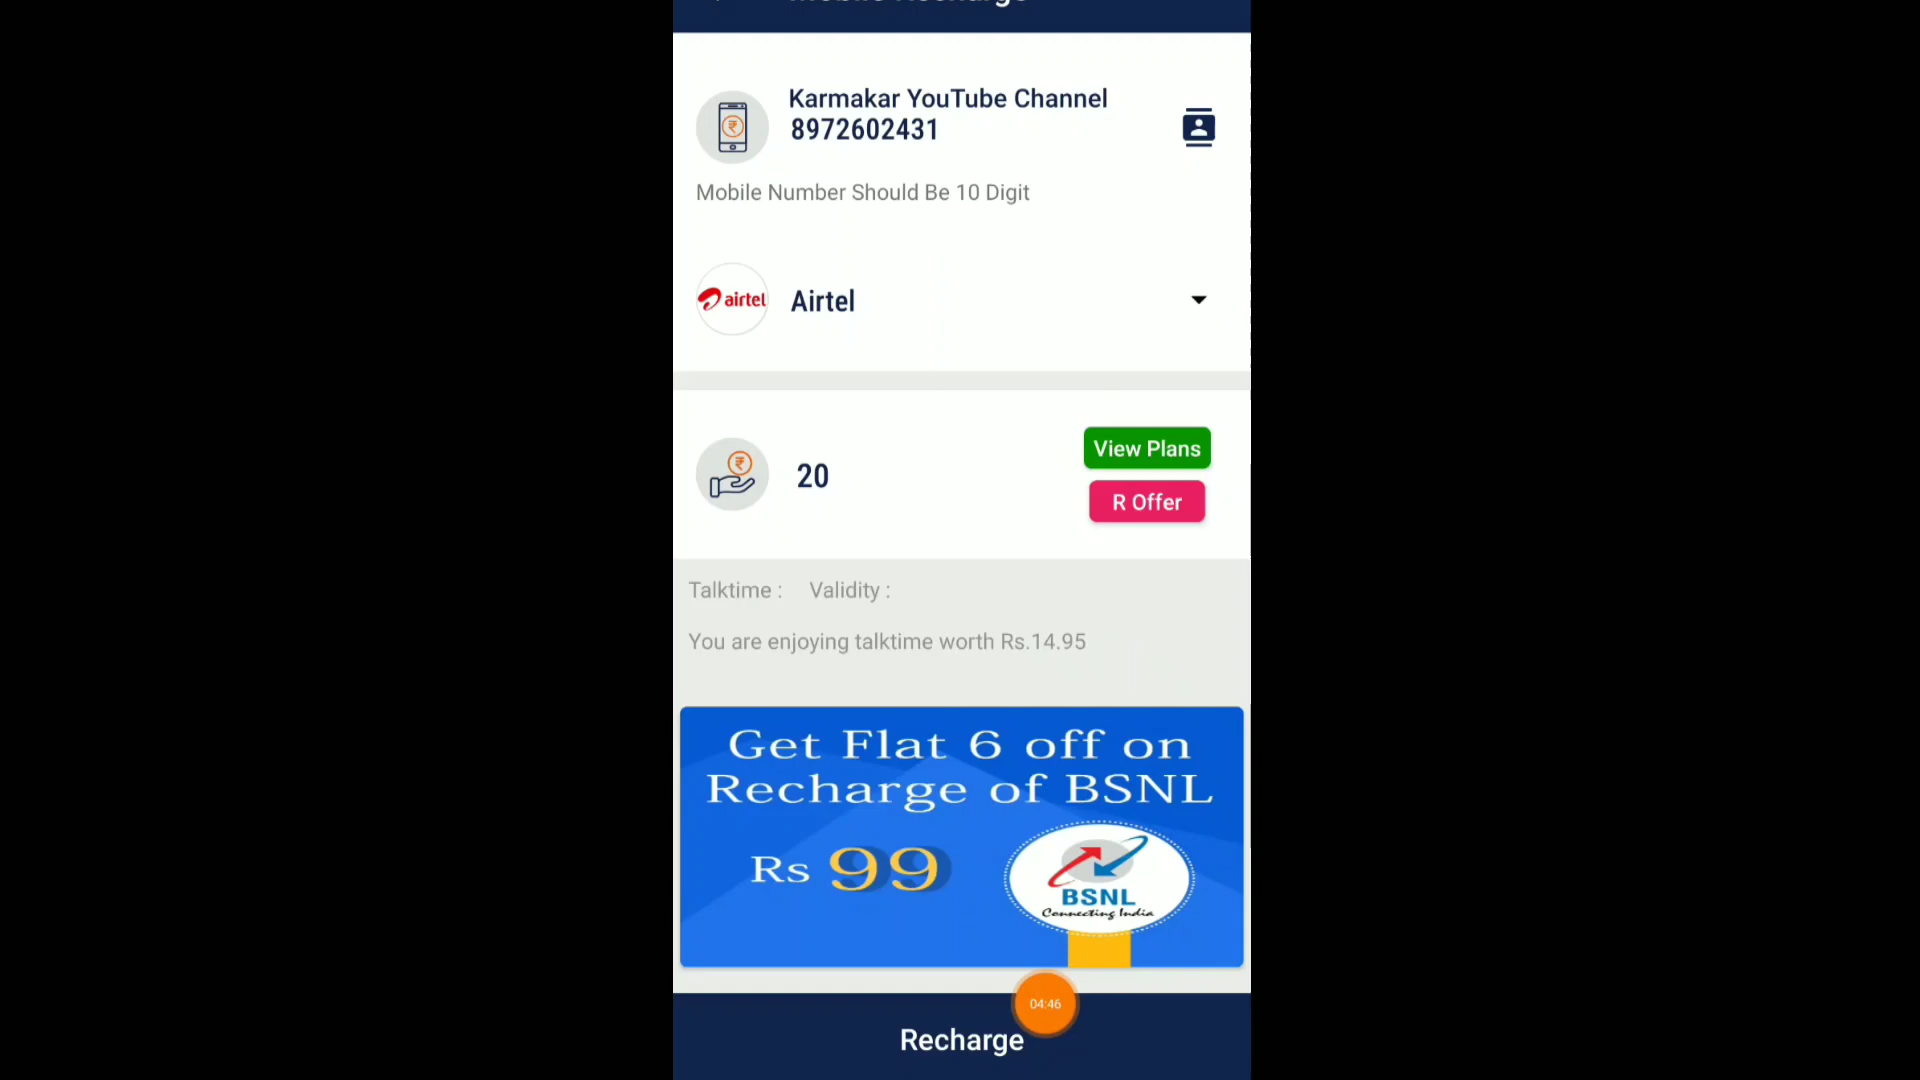 Mobile Recharge
Karmakar YouTube Channel
8972602431
Mobile Number Should Be 10 Digit
airtel Airtel
20
View Plans
R Offer
Talktime : Validity :
You are enjoying talktime worth Rs.14.95
Get Flat 6 off on
Recharge of BSNL
Rs 99
BSNL
Connecting India
04:46
Recharge